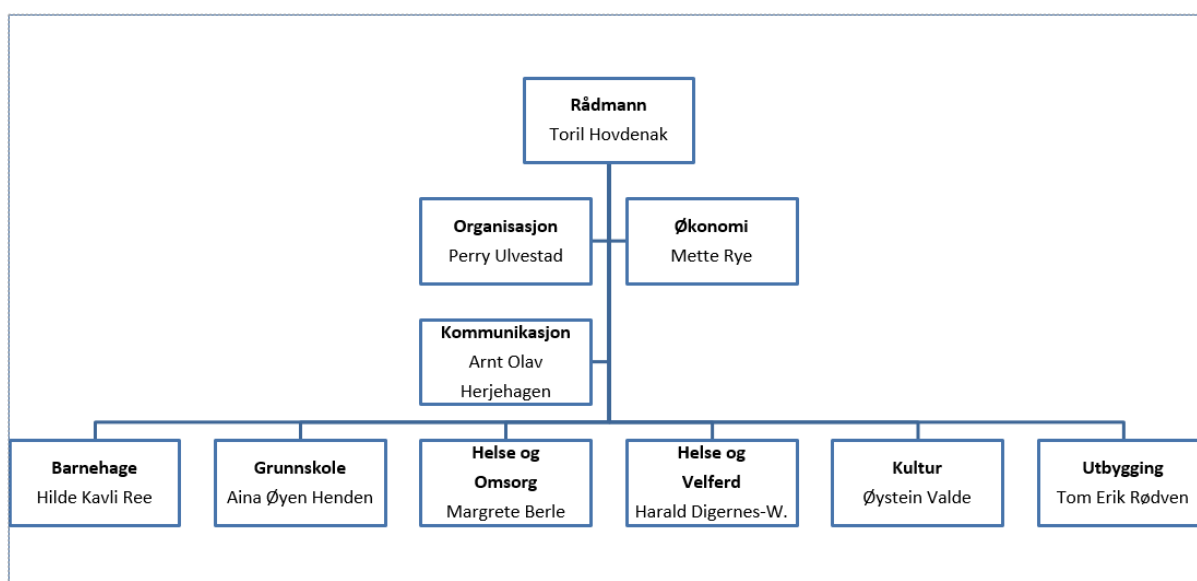 Rådmann
Toril Hovdenak
Organisasjon
Perry Ulvestad
Økonomi
Mette Rye
Kommunikasjon
Arnt Olav
Herjehagen
Barnehage
Hilde Kavli Ree
Grunnskole
Aina Øyen Henden
Helse og
Omsorg
Margrete Berle
Helse og
Velferd
Harald Digernes-W.
Kultur
Øystein Valde
Utbygging
Tom Erik Rødven